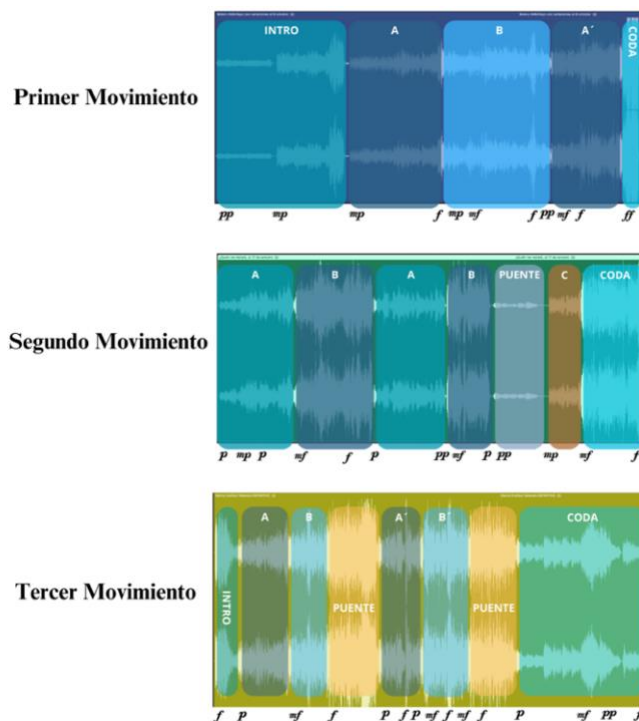 INTRO A B A´ CODA
Primer Movimiento
pp mp mp f mp mf f pp mf f ff
A B A B PUENTE C CODA
Segundo Movimiento
p mp p mf f p pp mf p pp mp mf f
A B A´ B´ CODA
Tercer Movimiento
INTRO PUENTE PUENTE
f p mf f p f p mf f mf f p mf pp p